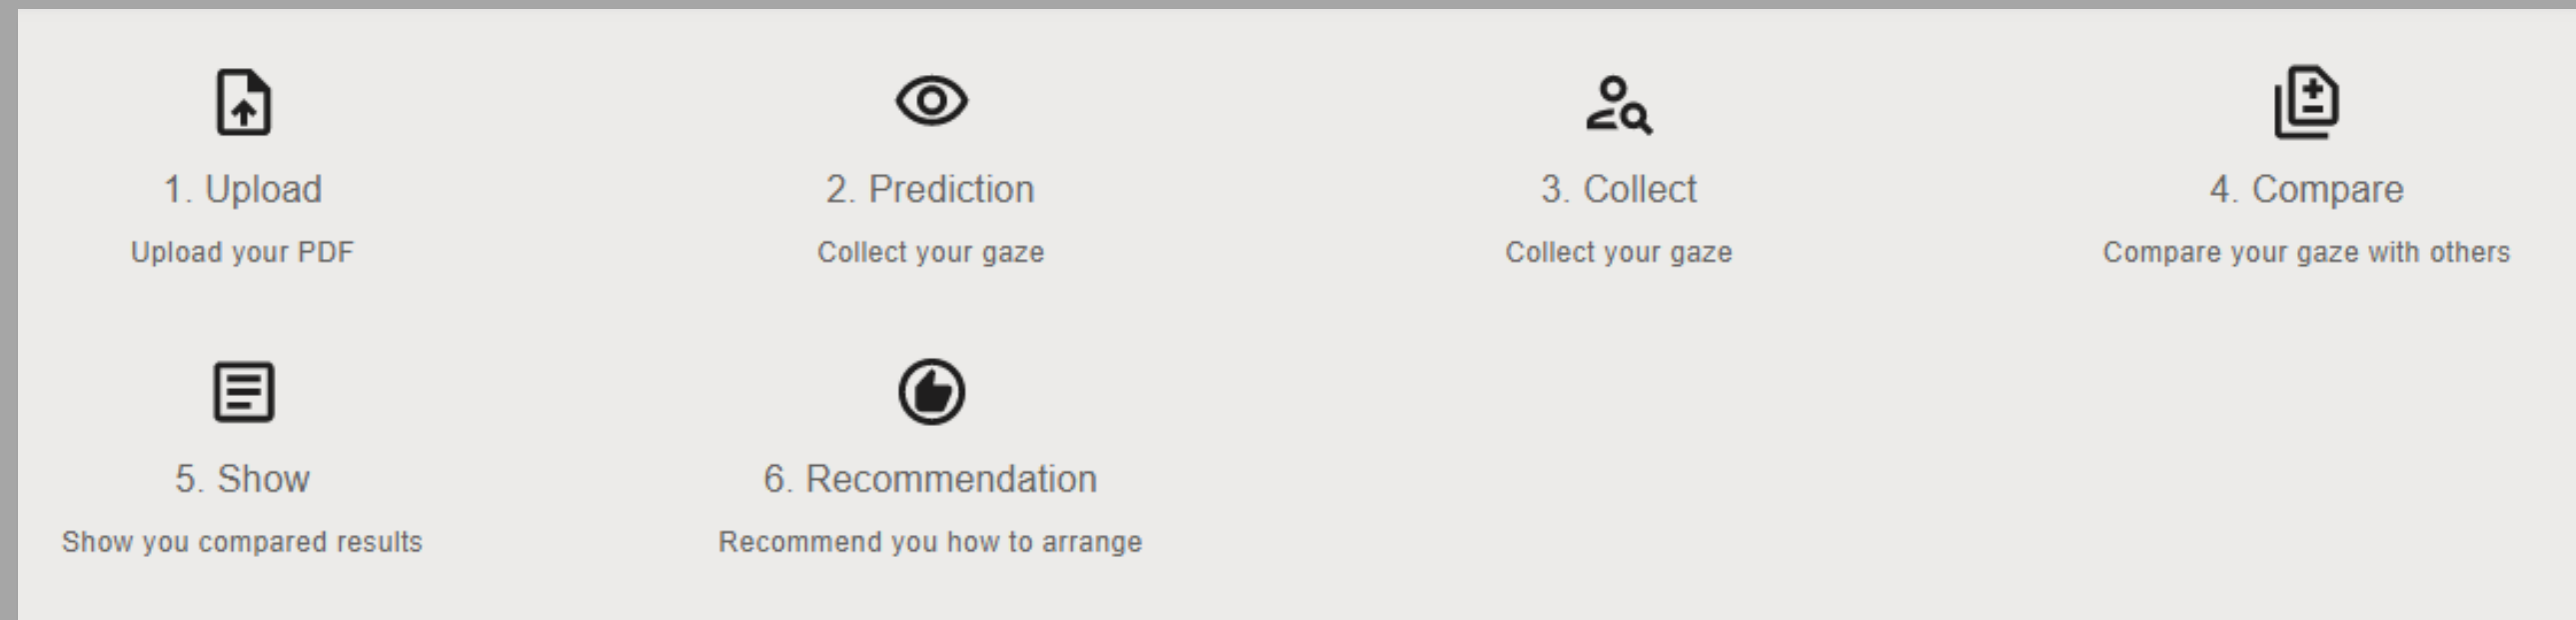 1. Upload
Upload your PDF
2. Prediction
Collect your gaze
3. Collect
Collect your gaze
4. Compare
Compare your gaze with others
5. Show
Show you compared results
6. Recommendation
Recommend you how to arrange